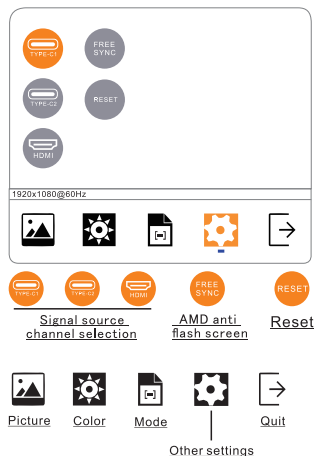 TYPE-C1
FREE
SYNC
TYPE-C2
RESET
HDMI
1920x1080@60Hz
TYPE-C1
TYPE-C2
HDMI
FREE
SYNC
RESET
Signal source
channel selection
AMD anti
flash screen
Reset
Picture
Color
Mode
Quit
Other settings